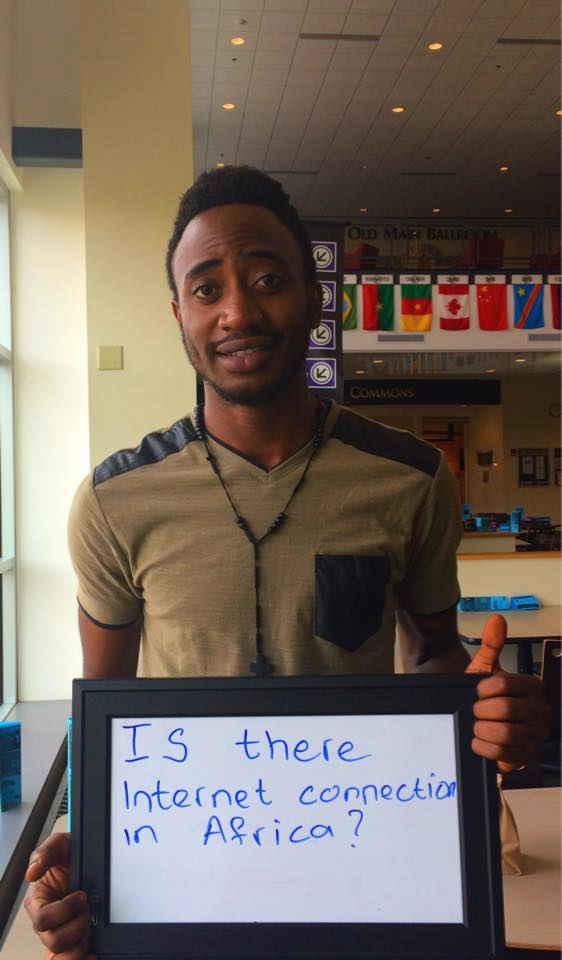 OLD MAIN BALLROOM
COMMONS
IS there
Internet connection
in Africa?